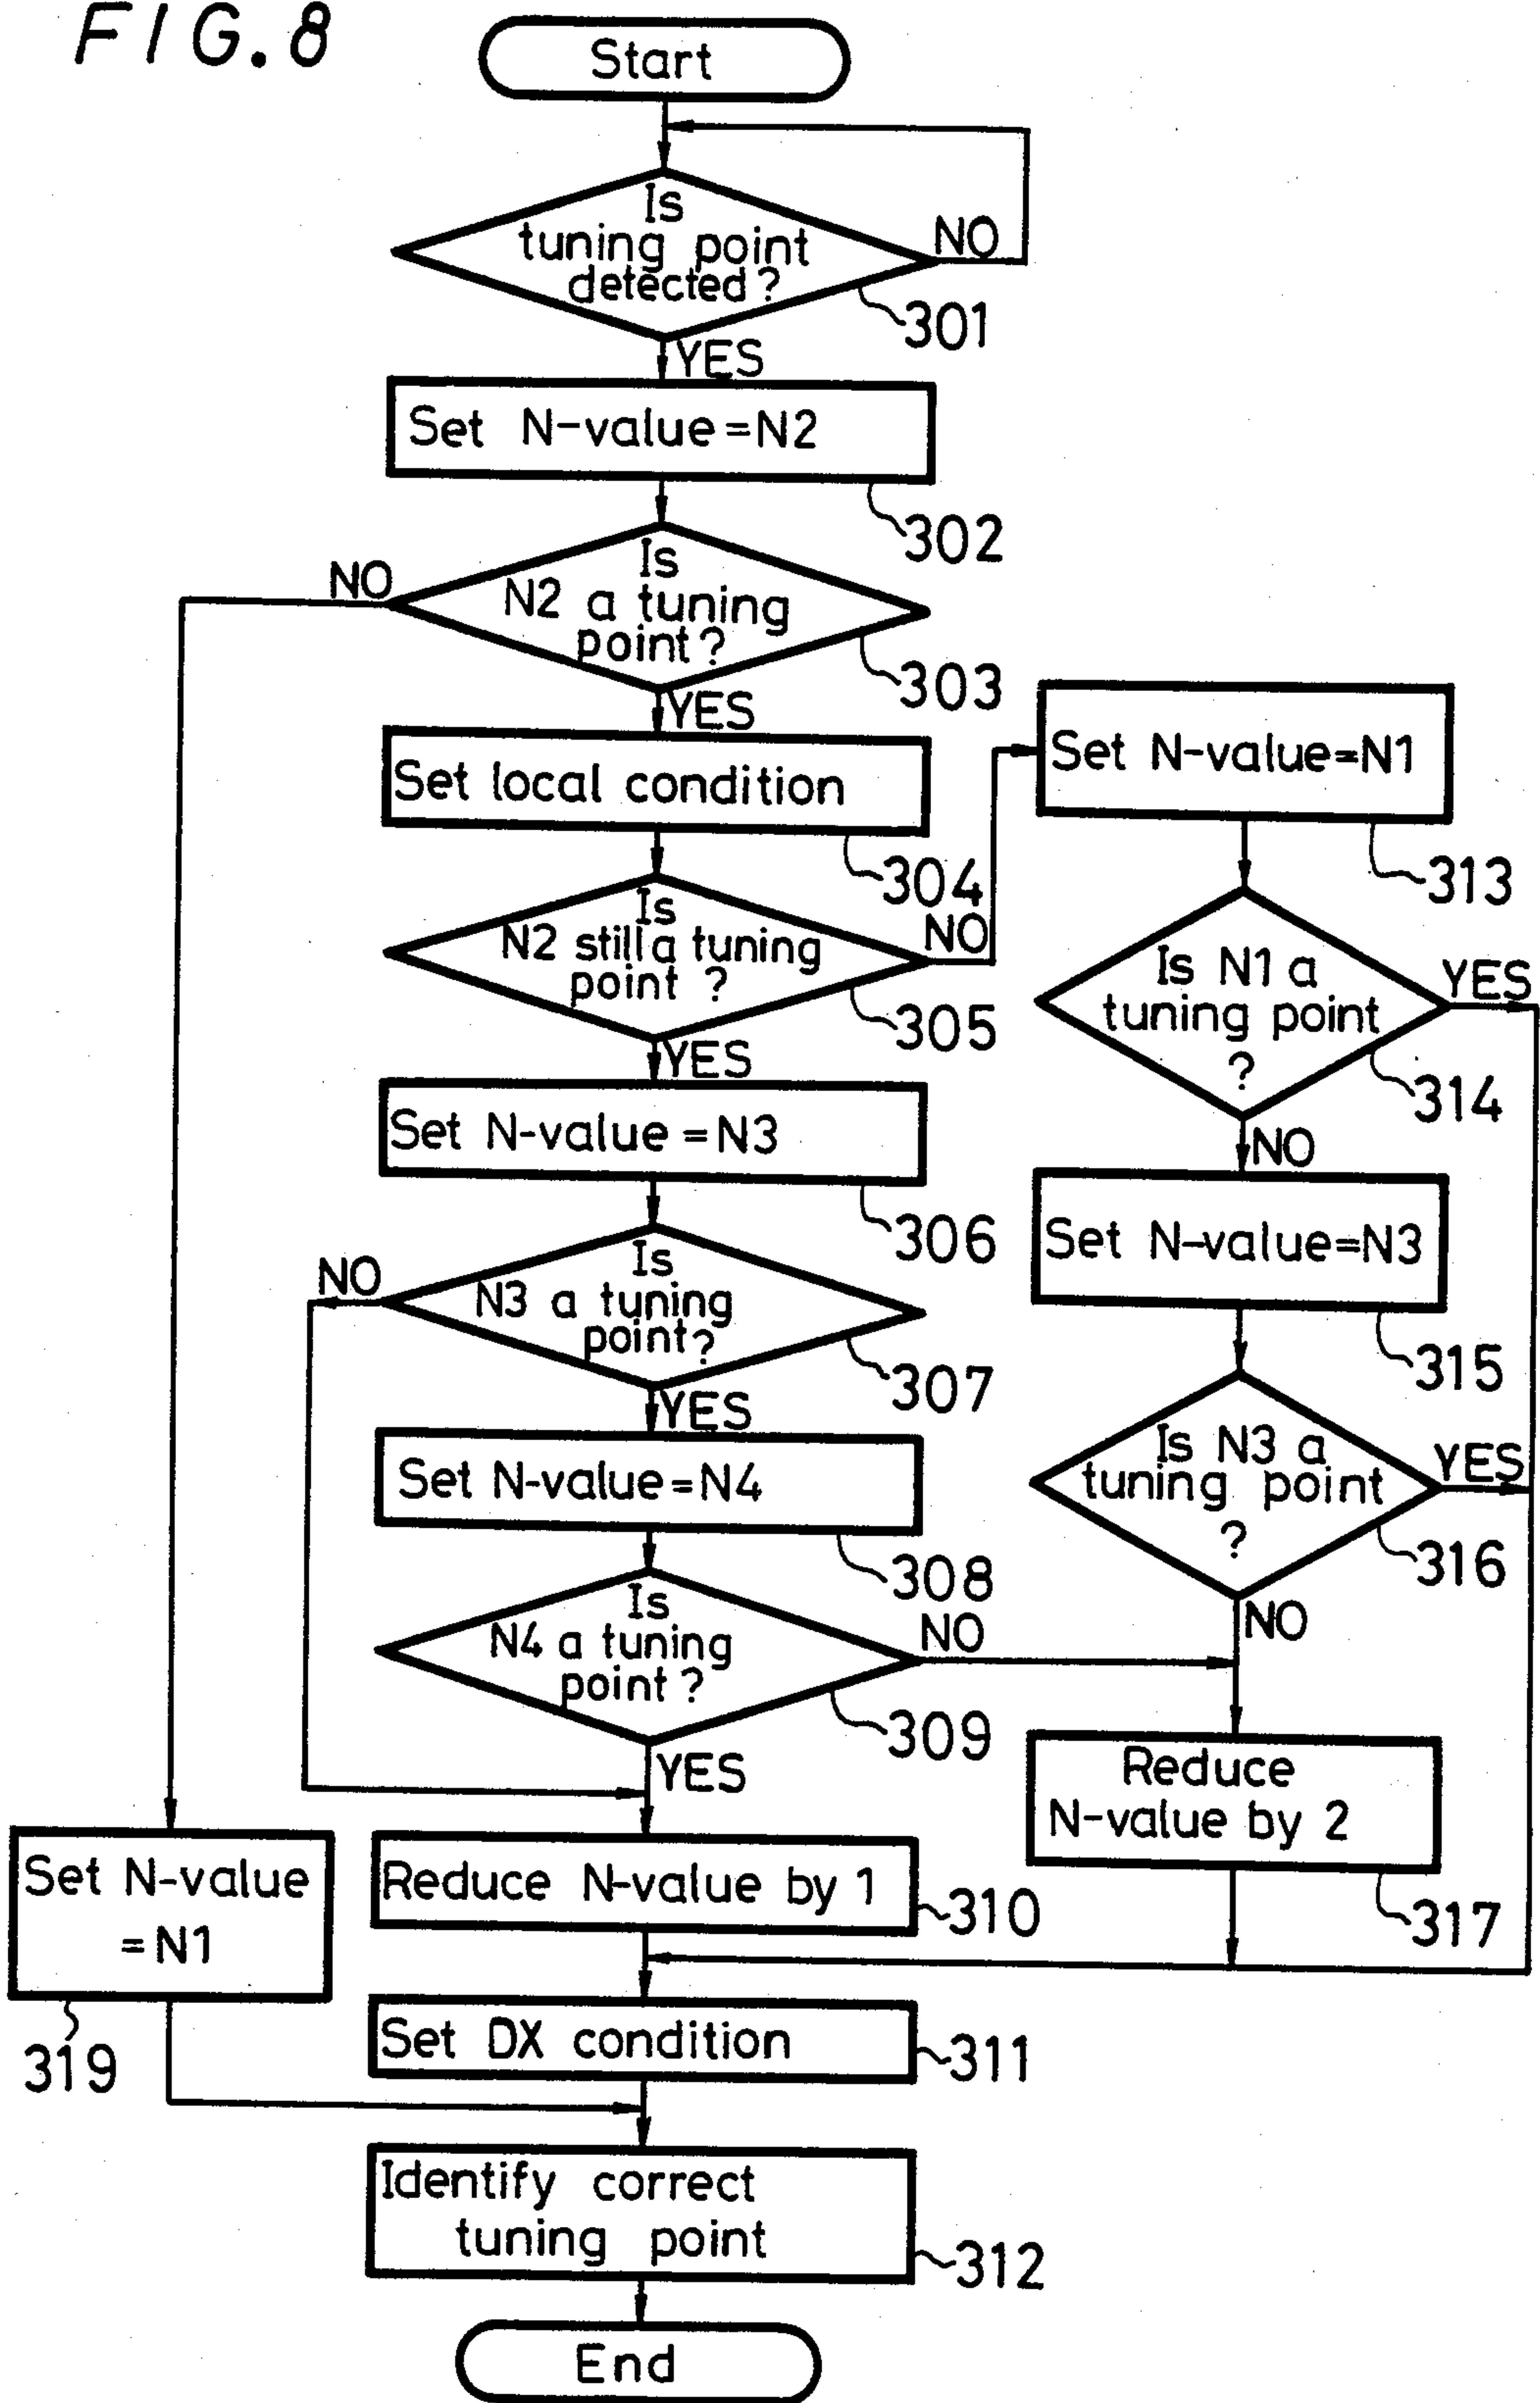 FIG. 8
Start
Is
tuning point
detected?
NO
301
YES
Set N-value=N2
302
Is
N2 a tuning
point?
NO
303
YES
Set local condition
304
Is
N2 still a tuning
point ?
NO
305
YES
Set N-value =N3
306
Is
N3 a tuning
point?
NO
307
YES
Set N-value=N4
308
Is
N4 a tuning
point?
NO
309
YES
Reduce N-value by 1
310
Set DX condition
311
Identify correct
tuning point
312
End
Set N-value=N1
313
Is N1 a
tuning point
?
YES
314
NO
Set N-value=N3
315
Is N3 a
tuning point
?
YES
316
NO
Reduce
N-value by 2
317
Set N-value
=N1
319